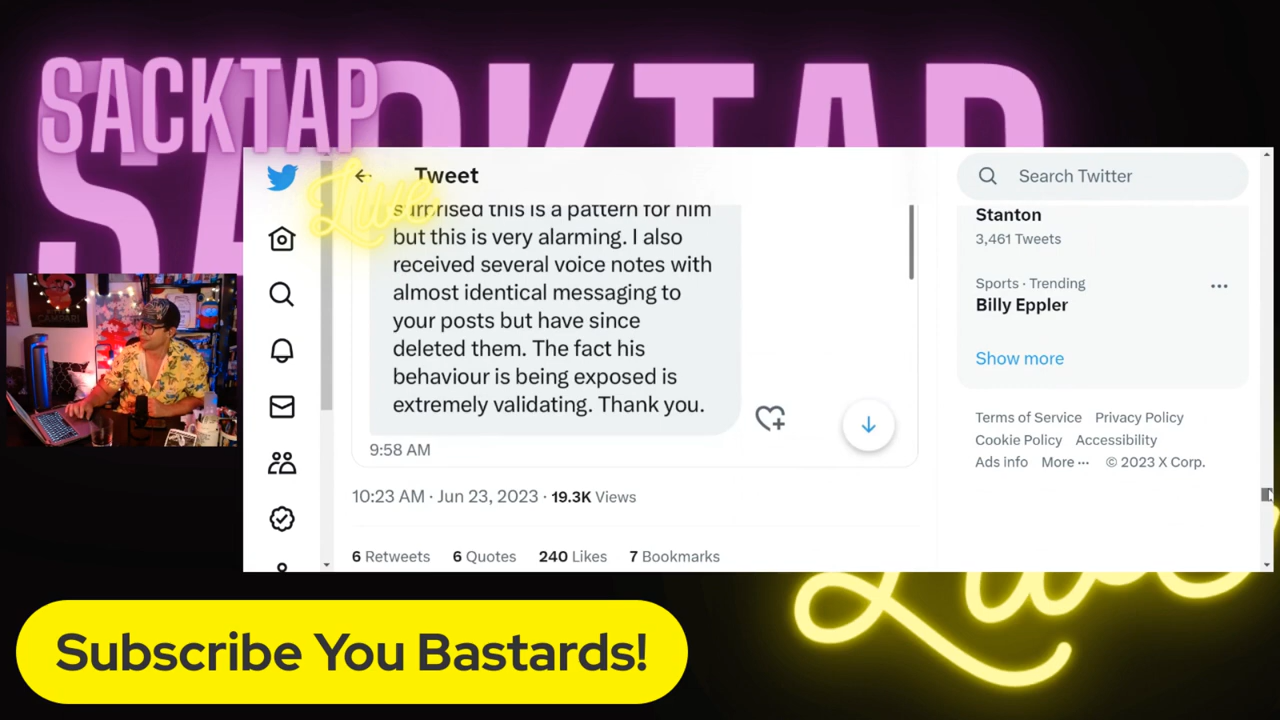 SACKTAP
SACKTAP
Live
Tweet
Search Twitter
surprised this is a pattern for him
but this is very alarming. I also
received several voice notes with
almost identical messaging to
your posts but have since
deleted them. The fact his
behaviour is being exposed is
extremely validating. Thank you.
9:58 AM
10:23 AM · Jun 23, 2023 · 19.3K Views
6 Retweets 6 Quotes 240 Likes 7 Bookmarks
Stanton
3,461 Tweets
Sports · Trending
Billy Eppler
Show more
Terms of Service Privacy Policy
Cookie Policy Accessibility
Ads info More ··· © 2023 X Corp.
CAMPARI
Live
Subscribe You Bastards!